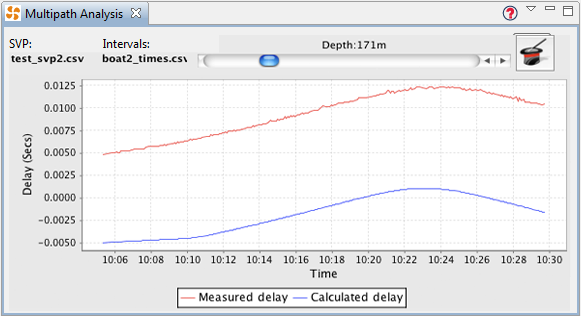 Multipath Analysis
SVP: Intervals: Depth:171m
test_svp2.csv boat2_times.csv
0.0125
0.0100
0.0075
0.0050
0.0025
0.0000
−0.0025
−0.0050
Delay (Secs)
10:06 10:08 10:10 10:12 10:14 10:16 10:18 10:20 10:22 10:24 10:26 10:28 10:30
Time
Measured delay Calculated delay